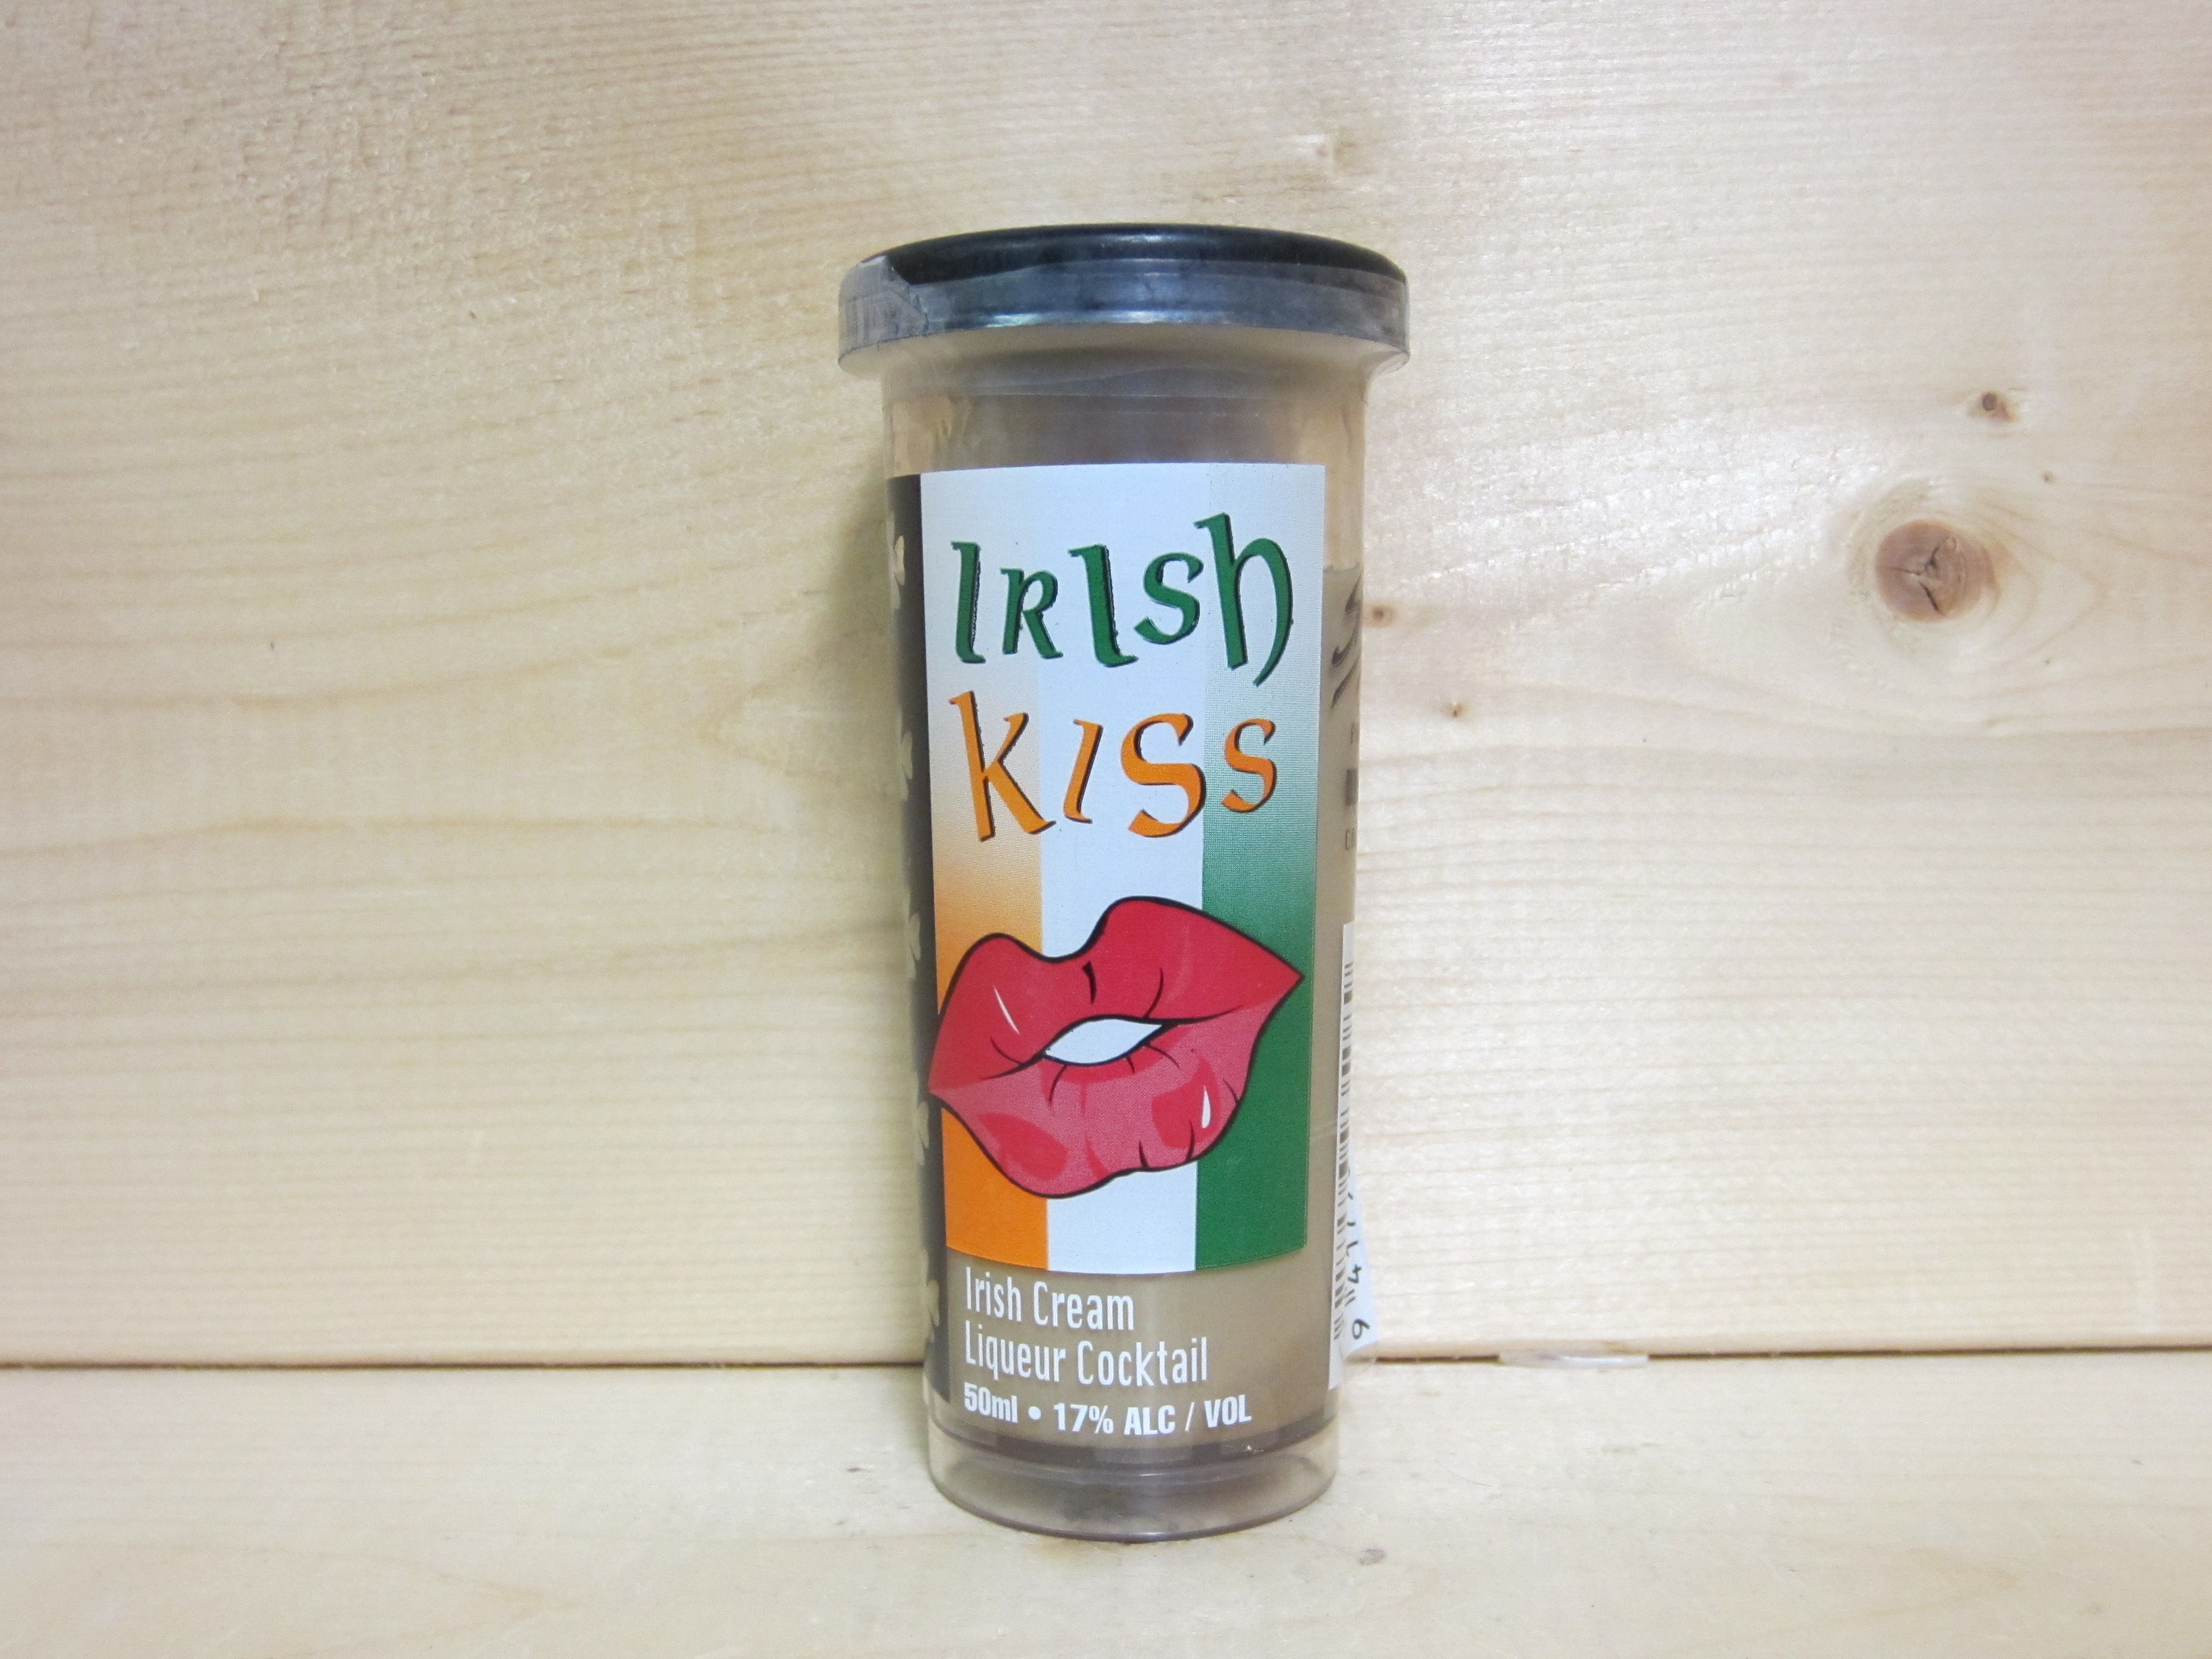 Irish
Kiss
Irish Cream
Liqueur Cocktail
50ml • 17% ALC / VOL